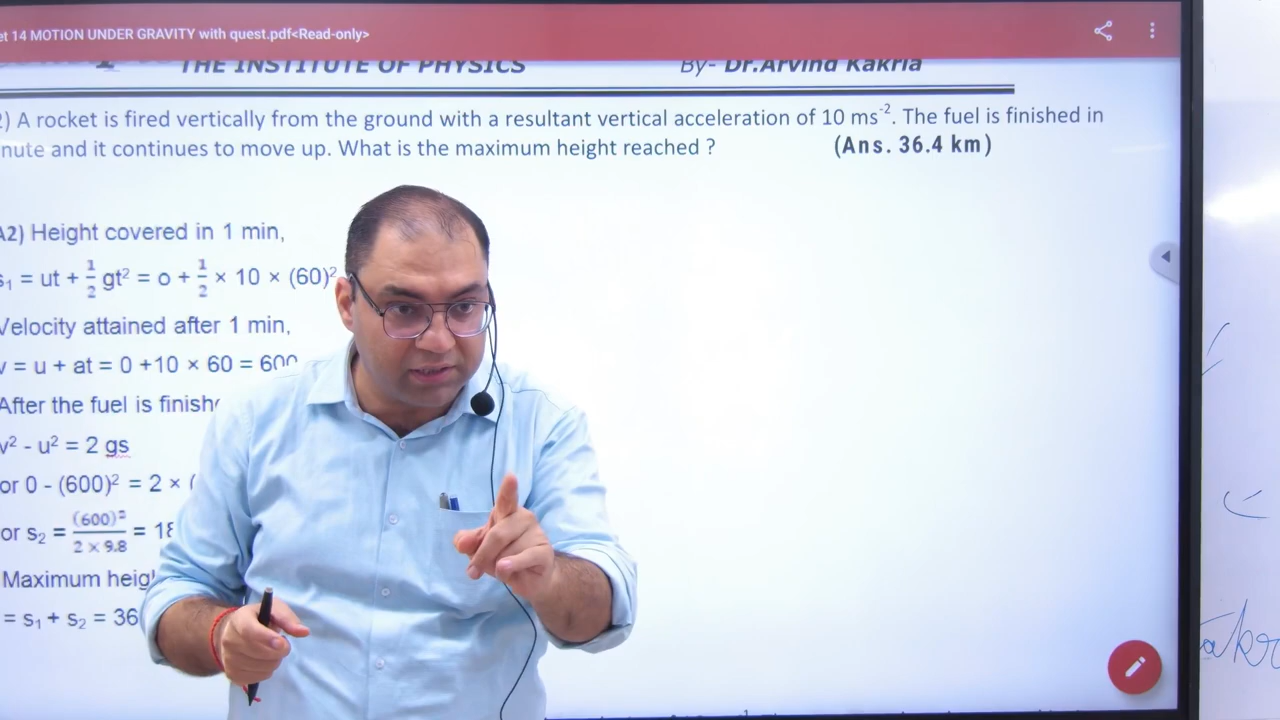 et 14 MOTION UNDER GRAVITY with quest.pdf<Read-only>
THE INSTITUTE OF PHYSICS By- Dr.Arvind Kakria
2) A rocket is fired vertically from the ground with a resultant vertical acceleration of 10 ms⁻². The fuel is finished in
nute and it continues to move up. What is the maximum height reached ? (Ans. 36.4 km)
A2) Height covered in 1 min,
s₁ = ut + 1/2 gt² = o + 1/2 × 10 × (60)²
Velocity attained after 1 min,
v = u + at = 0 +10 × 60 = 600
After the fuel is finishe
v² - u² = 2 gs
or 0 - (600)² = 2 × (
or s₂ = (600)²/2 × 9.8 = 18
Maximum heigh
= s₁ + s₂ = 36